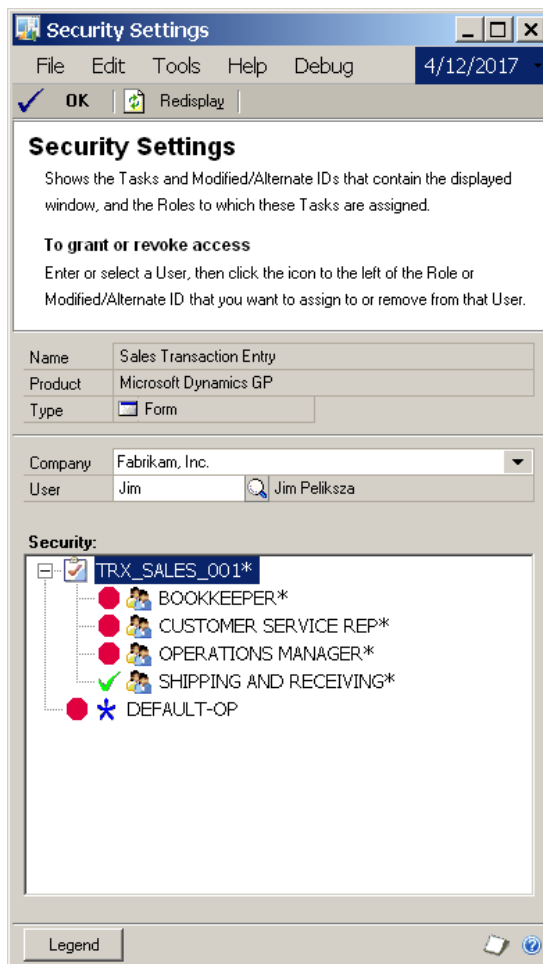 Security Settings
File Edit Tools Help Debug 4/12/2017
OK Redisplay
Security Settings
Shows the Tasks and Modified/Alternate IDs that contain the displayed
window, and the Roles to which these Tasks are assigned.
To grant or revoke access
Enter or select a User, then click the icon to the left of the Role or
Modified/Alternate ID that you want to assign to or remove from that User.
Name Sales Transaction Entry
Product Microsoft Dynamics GP
Type Form
Company Fabrikam, Inc.
User Jim Jim Peliksza
Security:
TRX_SALES_001*
BOOKKEEPER*
CUSTOMER SERVICE REP*
OPERATIONS MANAGER*
SHIPPING AND RECEIVING*
DEFAULT-OP
Legend